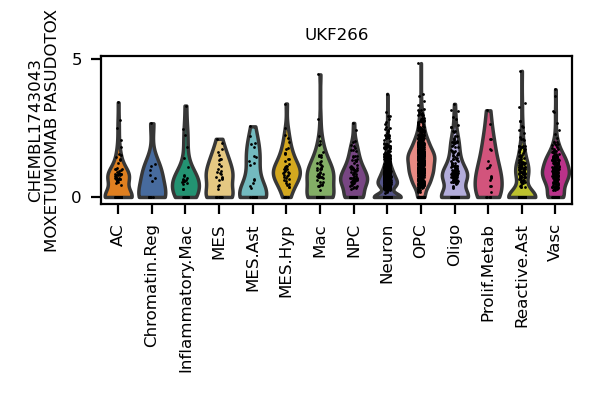 UKF266
CHEMBL1743043
MOXETUMOMAB PASUDOTOX
5
0
AC
Chromatin.Reg
Inflammatory.Mac
MES
MES.Ast
MES.Hyp
Mac
NPC
Neuron
OPC
Oligo
Prolif.Metab
Reactive.Ast
Vasc